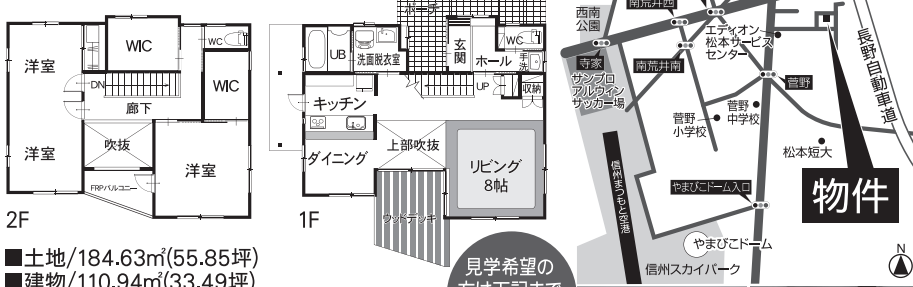 洋室
WIC
WC
WIC
DN
廊下
洋室
吹抜
洋室
FRPバルコニー
2F
ポーチ
UB
洗面脱衣室
玄関
ホール
WC
手洗
収納
UP
キッチン
ダイニング
上部吹抜
リビング
8帖
ウッドデッキ
1F
■土地/184.63㎡(55.85坪)
■建物/110.94㎡(33.49坪)
見学希望の
方は下記まで
西南
公園
南荒井西
エディオン
松本サービス
センター
寺家
南荒井南
サンプロ
アルウィン
サッカー場
菅野
菅野
小学校
菅野
中学校
松本短大
長野自動車道
物件
信州まつもと空港
やまびこドーム入口
やまびこドーム
信州スカイパーク
N